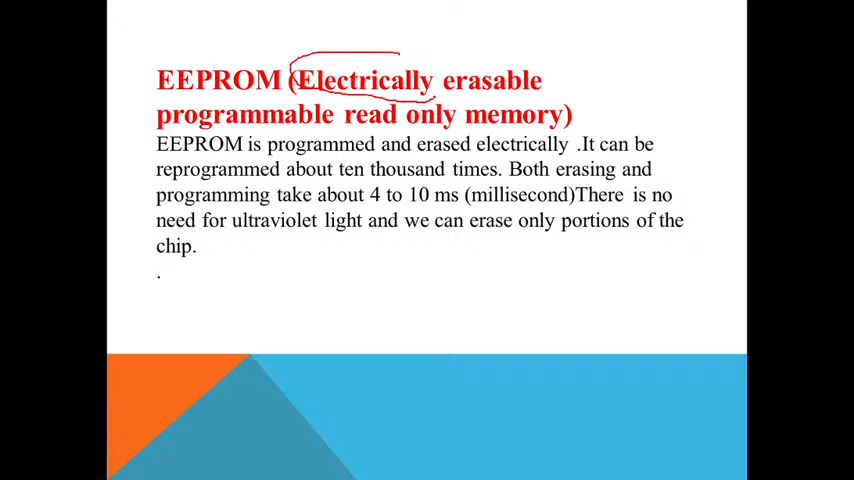 EEPROM (Electrically erasable
programmable read only memory)
EEPROM is programmed and erased electrically .It can be
reprogrammed about ten thousand times. Both erasing and
programming take about 4 to 10 ms (millisecond)There is no
need for ultraviolet light and we can erase only portions of the
chip.
.